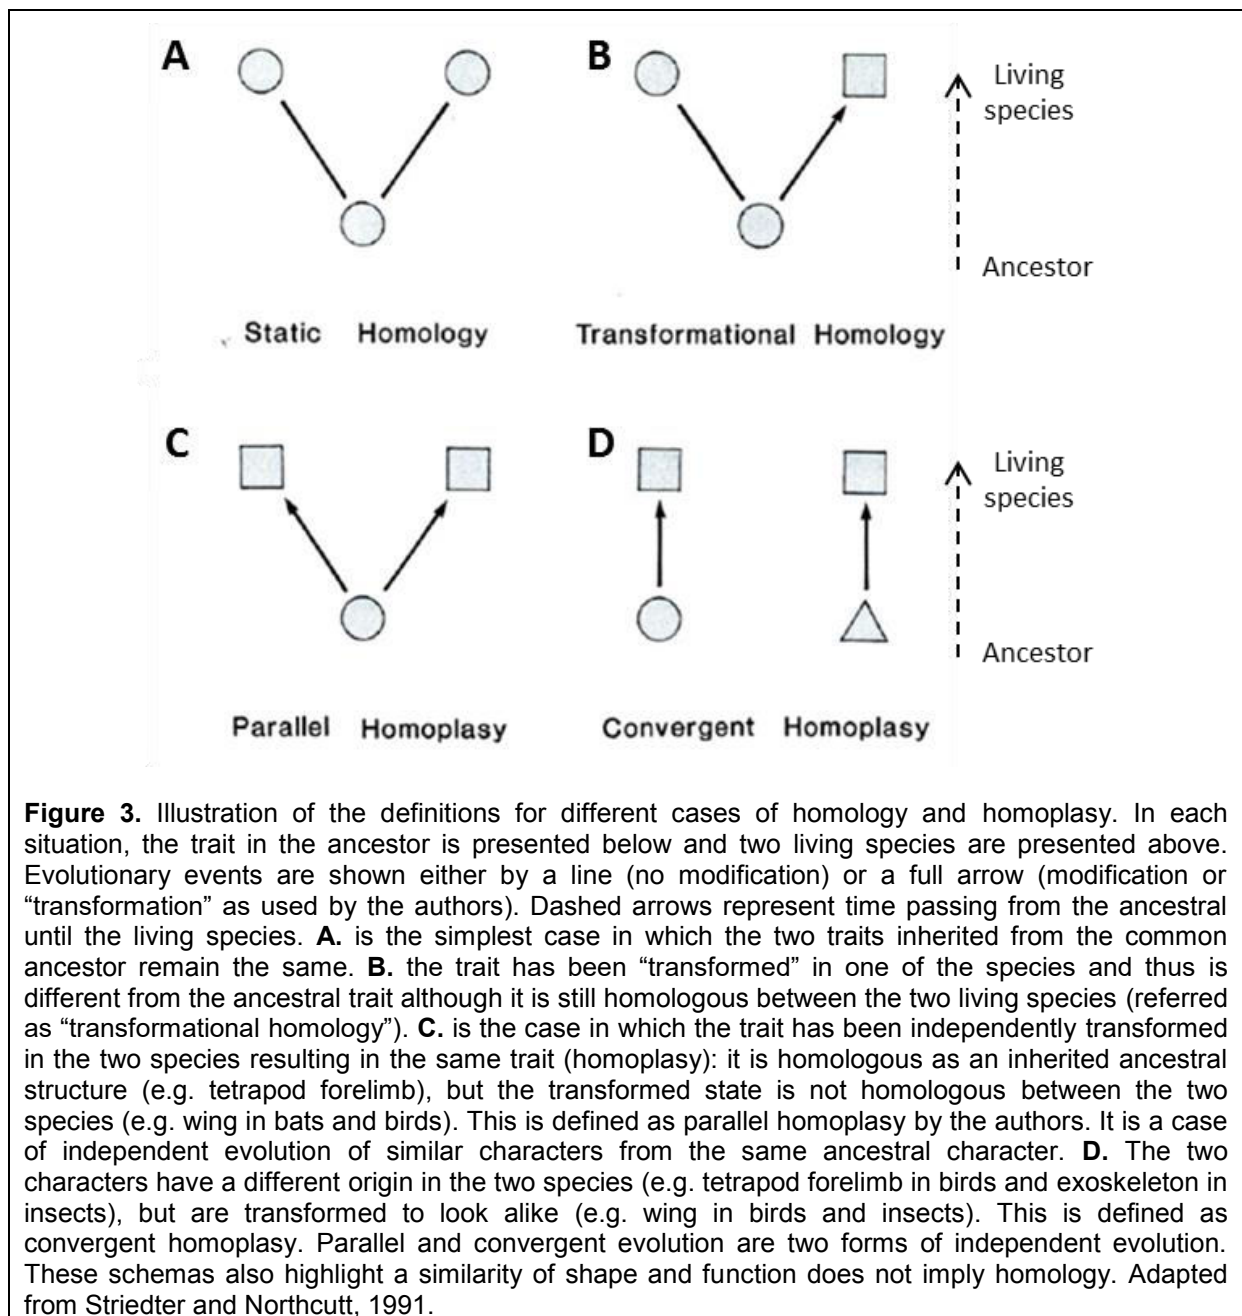 A
B
Living
species
Ancestor
Static Homology
Transformational Homology
C
D
Living
species
Ancestor
Parallel Homoplasy
Convergent Homoplasy
Figure 3. Illustration of the definitions for different cases of homology and homoplasy. In each
situation, the trait in the ancestor is presented below and two living species are presented above.
Evolutionary events are shown either by a line (no modification) or a full arrow (modification or
“transformation” as used by the authors). Dashed arrows represent time passing from the ancestral
until the living species. A. is the simplest case in which the two traits inherited from the common
ancestor remain the same. B. the trait has been “transformed” in one of the species and thus is
different from the ancestral trait although it is still homologous between the two living species (referred
as “transformational homology”). C. is the case in which the trait has been independently transformed
in the two species resulting in the same trait (homoplasy): it is homologous as an inherited ancestral
structure (e.g. tetrapod forelimb), but the transformed state is not homologous between the two
species (e.g. wing in bats and birds). This is defined as parallel homoplasy by the authors. It is a case
of independent evolution of similar characters from the same ancestral character. D. The two
characters have a different origin in the two species (e.g. tetrapod forelimb in birds and exoskeleton in
insects), but are transformed to look alike (e.g. wing in birds and insects). This is defined as
convergent homoplasy. Parallel and convergent evolution are two forms of independent evolution.
These schemas also highlight a similarity of shape and function does not imply homology. Adapted
from Striedter and Northcutt, 1991.